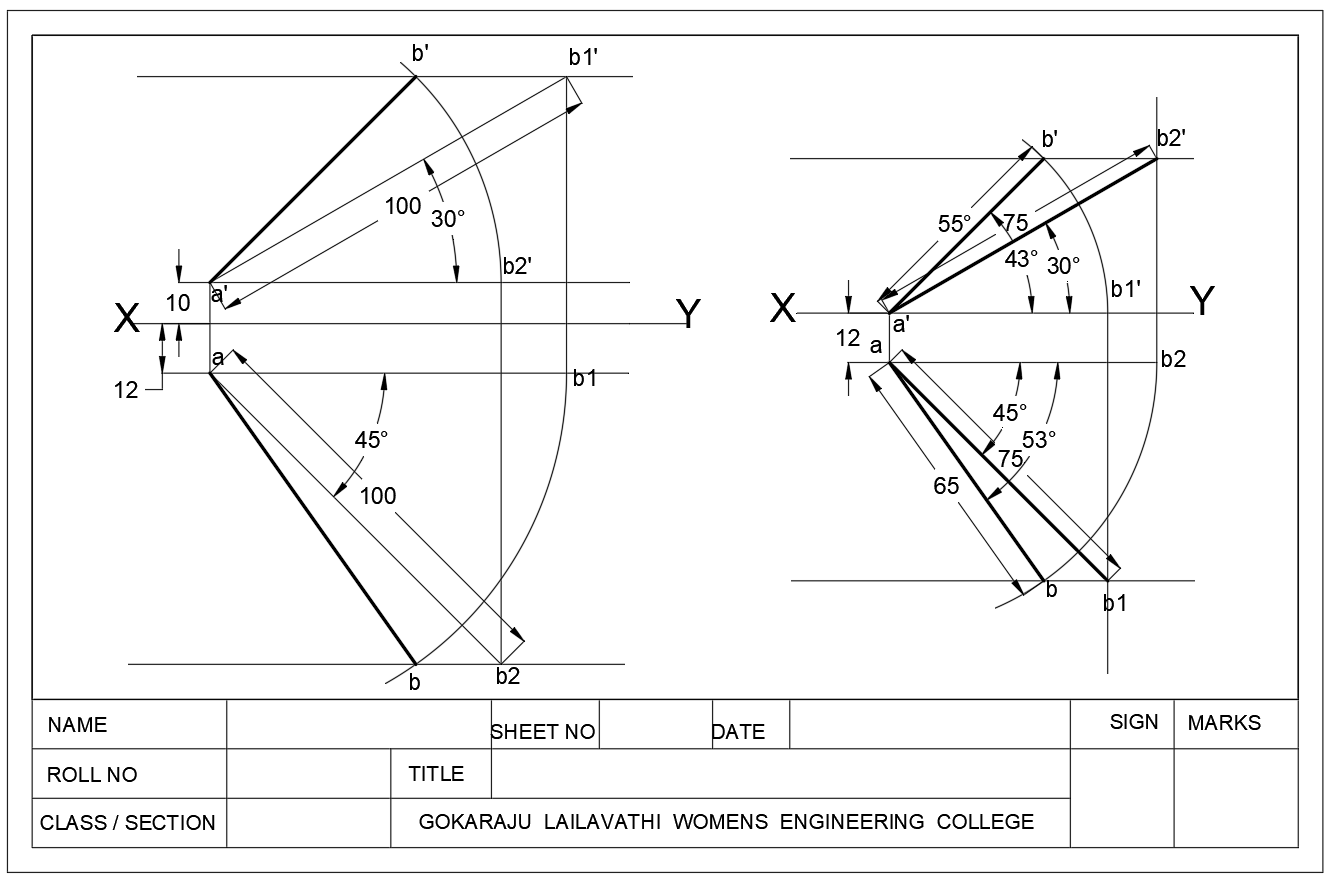 b'
b1'
100
30°
b2'
10
a'
X
Y
a
12
b1
45°
100
b
b2
b'
b2'
55°
75
43°
30°
b1'
X
Y
a'
12
a
b2
45°
53°
75
65
b
b1
NAME
SHEET NO
DATE
SIGN
MARKS
ROLL NO
TITLE
CLASS / SECTION
GOKARAJU LAILAVATHI WOMENS ENGINEERING COLLEGE